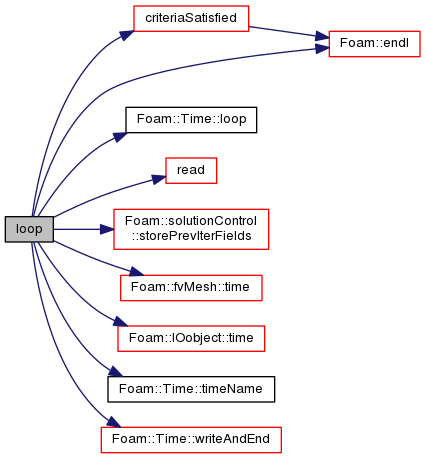 criteriaSatisfied
Foam::endl
Foam::Time::loop
read
loop
Foam::solutionControl
::storePrevIterFields
Foam::fvMesh::time
Foam::IOobject::time
Foam::Time::timeName
Foam::Time::writeAndEnd